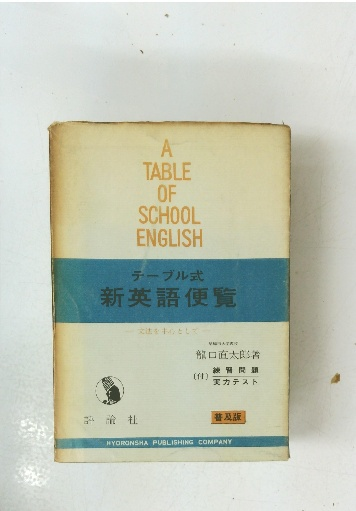 A
TABLE
OF
SCHOOL
ENGLISH
テーブル式
新英語便覧
― 文法を中心として ―
龍口直太郎著
(付) 練習問題
実力テスト
評論社
普及版
HYORONSHA PUBLISHING COMPANY